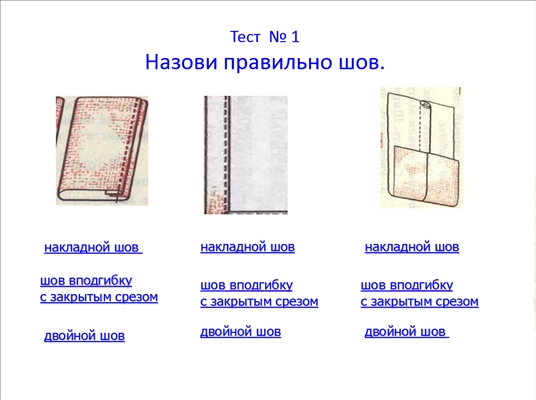 Тест № 1
Назови правильно шов.
накладной шов
накладной шов
накладной шов
шов вподгибку
с закрытым срезом
шов вподгибку
с закрытым срезом
шов вподгибку
с закрытым срезом
двойной шов
двойной шов
двойной шов